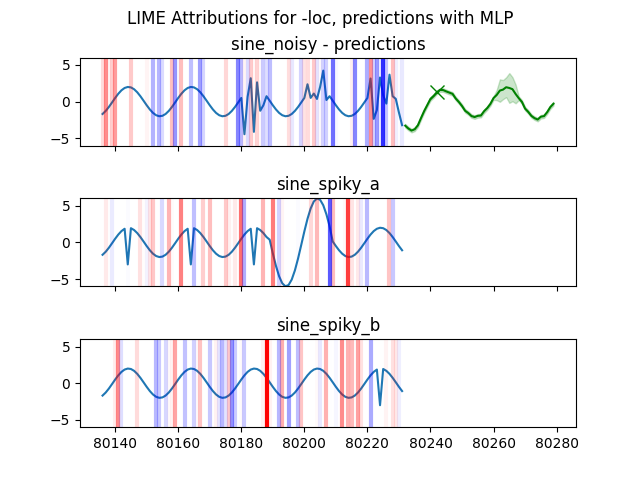 LIME Attributions for -loc, predictions with MLP
sine_noisy - predictions
5
0
−5
sine_spiky_a
5
0
−5
sine_spiky_b
5
0
−5
80140 80160 80180 80200 80220 80240 80260 80280